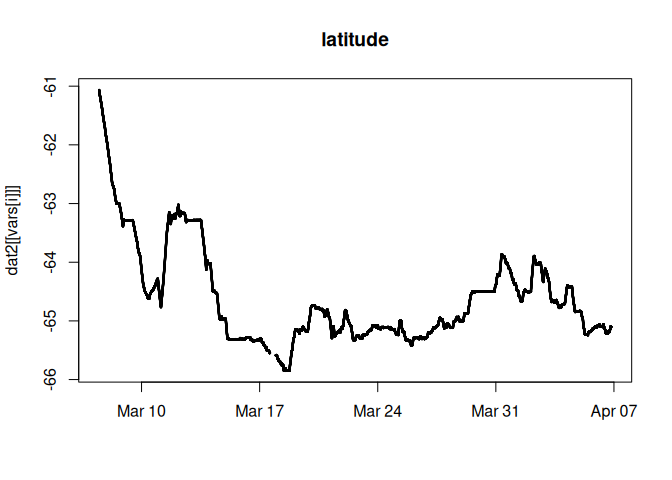 latitude
dat2[[vars[i]]]
-61
-62
-63
-64
-65
-66
Mar 10
Mar 17
Mar 24
Mar 31
Apr 07